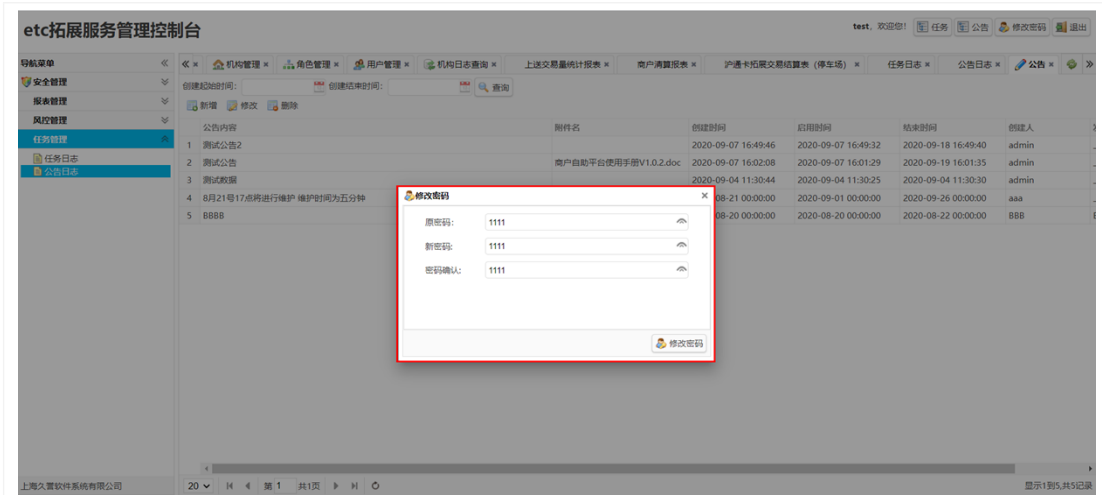 etc拓展服务管理控制台
test，欢迎您! 任务 公告 修改密码 退出
导航菜单
安全管理
报表管理
风控管理
任务管理
任务日志
公告日志
机构管理 角色管理 用户管理 机构日志查询 上送交易量统计报表 商户清算报表 沪通卡拓展交易结算表（停车场） 任务日志 公告日志 公告
创建起始时间: 创建结束时间: 查询
新增 修改 删除
公告内容 附件名 创建时间 启用时间 结束时间 创建人
1 测试公告2 2020-09-07 16:49:46 2020-09-07 16:49:32 2020-09-18 16:49:40 admin
2 测试公告 商户自助平台使用手册V1.0.2.doc 2020-09-07 16:02:08 2020-09-07 16:01:29 2020-09-19 16:01:35 admin
3 测试数据 2020-09-04 11:30:44 2020-09-04 11:30:25 2020-09-04 11:30:30 admin
4 8月21号17点将进行维护 维护时间为五分钟 08-21 00:00:00 2020-09-01 00:00:00 2020-09-26 00:00:00 aaa
5 BBBB 08-20 00:00:00 2020-08-20 00:00:00 2020-08-22 00:00:00 BBB
修改密码
原密码: 1111
新密码: 1111
密码确认: 1111
修改密码
上海久誉软件系统有限公司
20 第 1 共1页
显示1到5,共5记录